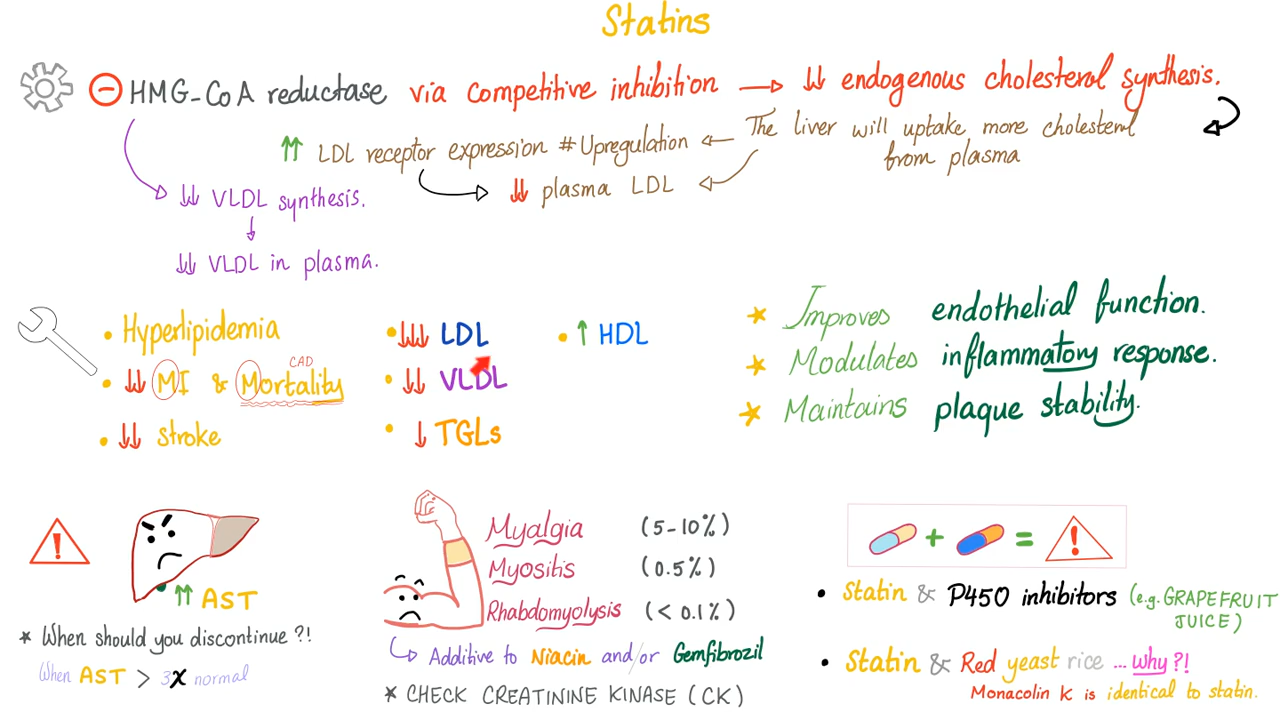 Statins
HMG-CoA reductase via competitive inhibition → ↓↓ endogenous cholesterol synthesis.
The liver will uptake more cholesterol
from plasma
↑↑ LDL receptor expression # Upregulation ←
↓↓ plasma LDL
↓↓ VLDL synthesis.
↓↓ VLDL in plasma.
• Hyperlipidemia
• ↓↓ MI & Mortality
CAD
• ↓↓ stroke
• ↓↓↓ LDL
• ↓↓ VLDL
• ↓ TGLs
• ↑ HDL
★ Improves endothelial function.
★ Modulates inflammatory response.
★ Maintains plaque stability.
!
↑↑ AST
* When should you discontinue ?!
When AST > 3X normal
Myalgia (5-10%)
Myositis (0.5%)
Rhabdomyolysis (< 0.1%)
Additive to Niacin and/or Gemfibrozil
* CHECK CREATININE KINASE (CK)
+ = !
• Statin & P450 inhibitors (e.g. GRAPEFRUIT
JUICE)
• Statin & Red yeast rice ... Why ?!
Monacolin K is identical to statin.